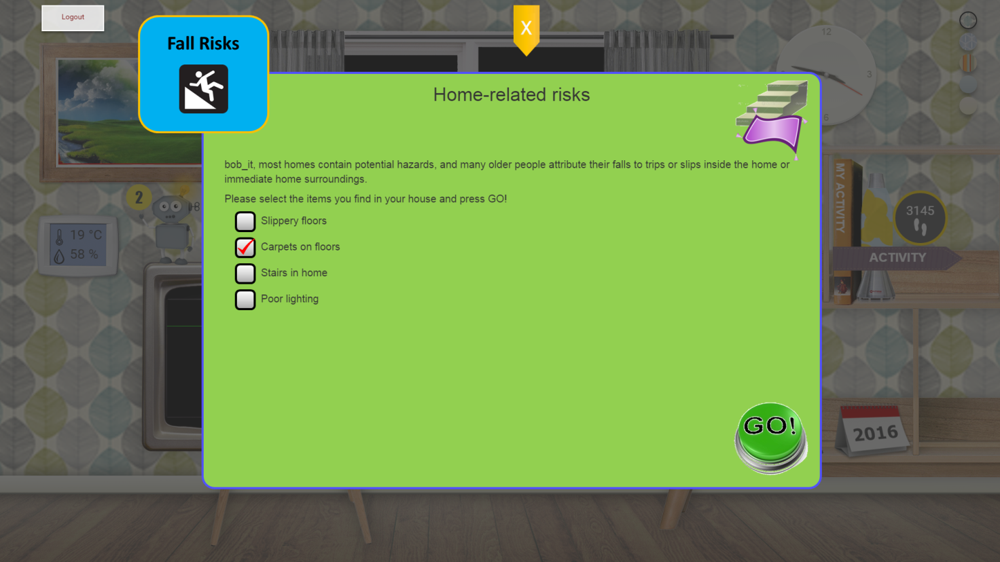 Logout
Fall Risks
X
12
3
6
Home-related risks
bob_it, most homes contain potential hazards, and many older people attribute their falls to trips or slips inside the home or
immediate home surroundings.
Please select the items you find in your house and press GO!
Slippery floors
Carpets on floors
Stairs in home
Poor lighting
GO!
2
19 °C
58 %
MY ACTIVITY
3145
ACTIVITY
2016